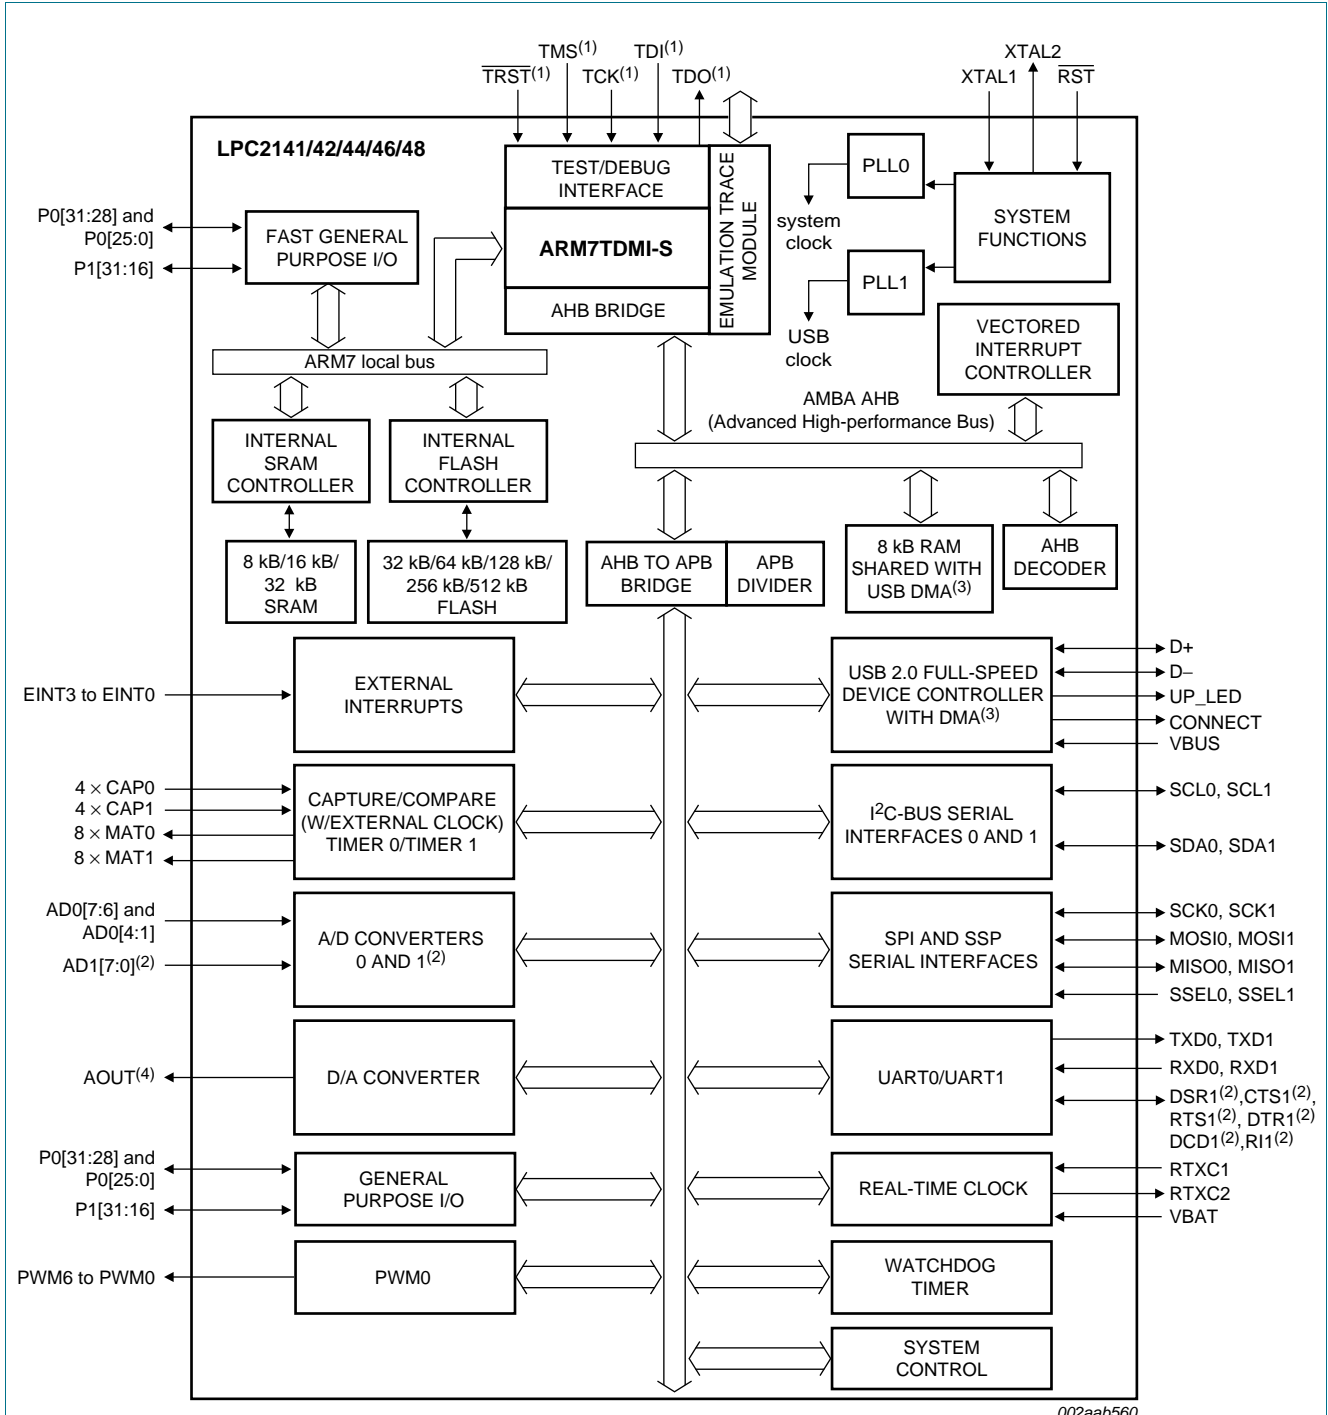 TMS(1)
TDI(1)
TRST(1)
TCK(1)
TDO(1)
XTAL2
XTAL1
RST
LPC2141/42/44/46/48
TEST/DEBUG
INTERFACE
ARM7TDMI-S
AHB BRIDGE
EMULATION TRACE
MODULE
PLL0
system
clock
PLL1
USB
clock
SYSTEM
FUNCTIONS
P0[31:28] and
P0[25:0]
P1[31:16]
FAST GENERAL
PURPOSE I/O
VECTORED
INTERRUPT
CONTROLLER
ARM7 local bus
AMBA AHB
(Advanced High-performance Bus)
INTERNAL
SRAM
CONTROLLER
INTERNAL
FLASH
CONTROLLER
8 kB/16 kB/
32 kB
SRAM
32 kB/64 kB/128 kB/
256 kB/512 kB
FLASH
AHB TO APB
BRIDGE
APB
DIVIDER
8 kB RAM
SHARED WITH
USB DMA(3)
AHB
DECODER
EINT3 to EINT0
EXTERNAL
INTERRUPTS
USB 2.0 FULL-SPEED
DEVICE CONTROLLER
WITH DMA(3)
D+
D−
UP_LED
CONNECT
VBUS
4 × CAP0
4 × CAP1
8 × MAT0
8 × MAT1
CAPTURE/COMPARE
(W/EXTERNAL CLOCK)
TIMER 0/TIMER 1
I2C-BUS SERIAL
INTERFACES 0 AND 1
SCL0, SCL1
SDA0, SDA1
AD0[7:6] and
AD0[4:1]
AD1[7:0](2)
A/D CONVERTERS
0 AND 1(2)
SPI AND SSP
SERIAL INTERFACES
SCK0, SCK1
MOSI0, MOSI1
MISO0, MISO1
SSEL0, SSEL1
AOUT(4)
D/A CONVERTER
UART0/UART1
TXD0, TXD1
RXD0, RXD1
DSR1(2),CTS1(2),
RTS1(2), DTR1(2)
DCD1(2),RI1(2)
P0[31:28] and
P0[25:0]
P1[31:16]
GENERAL
PURPOSE I/O
REAL-TIME CLOCK
RTXC1
RTXC2
VBAT
PWM6 to PWM0
PWM0
WATCHDOG
TIMER
SYSTEM
CONTROL
002aab560